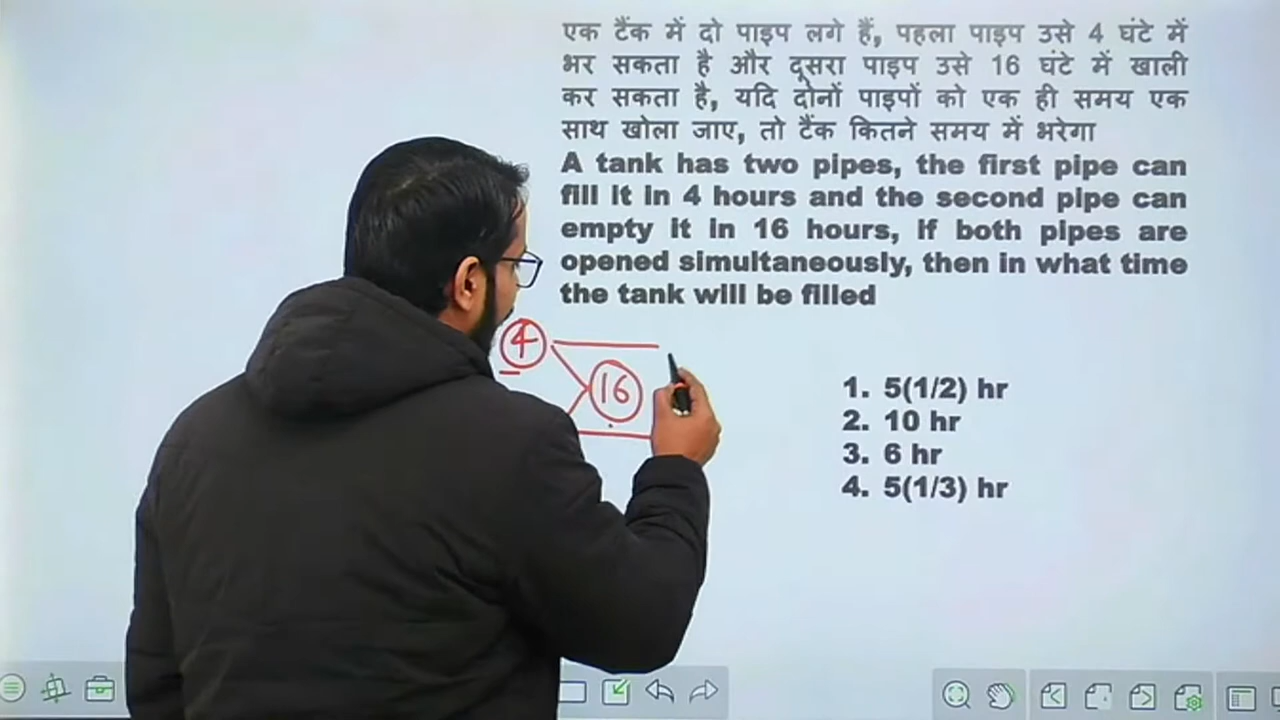 एक टैंक में दो पाइप लगे हैं, पहला पाइप उसे 4 घंटे में
भर सकता है और दूसरा पाइप उसे 16 घंटे में खाली
कर सकता है, यदि दोनों पाइपों को एक ही समय एक
साथ खोला जाए, तो टैंक कितने समय में भरेगा
A tank has two pipes, the first pipe can
fill it in 4 hours and the second pipe can
empty it in 16 hours, if both pipes are
opened simultaneously, then in what time
the tank will be filled
4
16
1. 5(1/2) hr
2. 10 hr
3. 6 hr
4. 5(1/3) hr